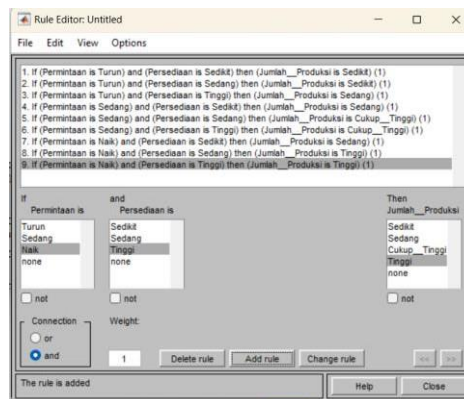 Rule Editor: Untitled
File Edit View Options
1. If (Permintaan is Turun) and (Persediaan is Sedikit) then (Jumlah__Produksi is Sedikit) (1)
2. If (Permintaan is Turun) and (Persediaan is Sedang) then (Jumlah__Produksi is Sedikit) (1)
3. If (Permintaan is Turun) and (Persediaan is Tinggi) then (Jumlah__Produksi is Sedang) (1)
4. If (Permintaan is Sedang) and (Persediaan is Sedikit) then (Jumlah__Produksi is Sedang) (1)
5. If (Permintaan is Sedang) and (Persediaan is Sedang) then (Jumlah__Produksi is Cukup__Tinggi) (1)
6. If (Permintaan is Sedang) and (Persediaan is Tinggi) then (Jumlah__Produksi is Cukup__Tinggi) (1)
7. If (Permintaan is Naik) and (Persediaan is Sedikit) then (Jumlah__Produksi is Sedang) (1)
8. If (Permintaan is Naik) and (Persediaan is Sedang) then (Jumlah__Produksi is Tinggi) (1)
9. If (Permintaan is Naik) and (Persediaan is Tinggi) then (Jumlah__Produksi is Tinggi) (1)
If and Then
Permintaan is Persediaan is Jumlah__Produksi
Turun Sedikit Sedikit
Sedang Sedang Sedang
Naik Tinggi Cukup__Tinggi
none none Tinggi
none
not not not
Connection Weight:
or
and 1 Delete rule Add rule Change rule << >>
The rule is added Help Close